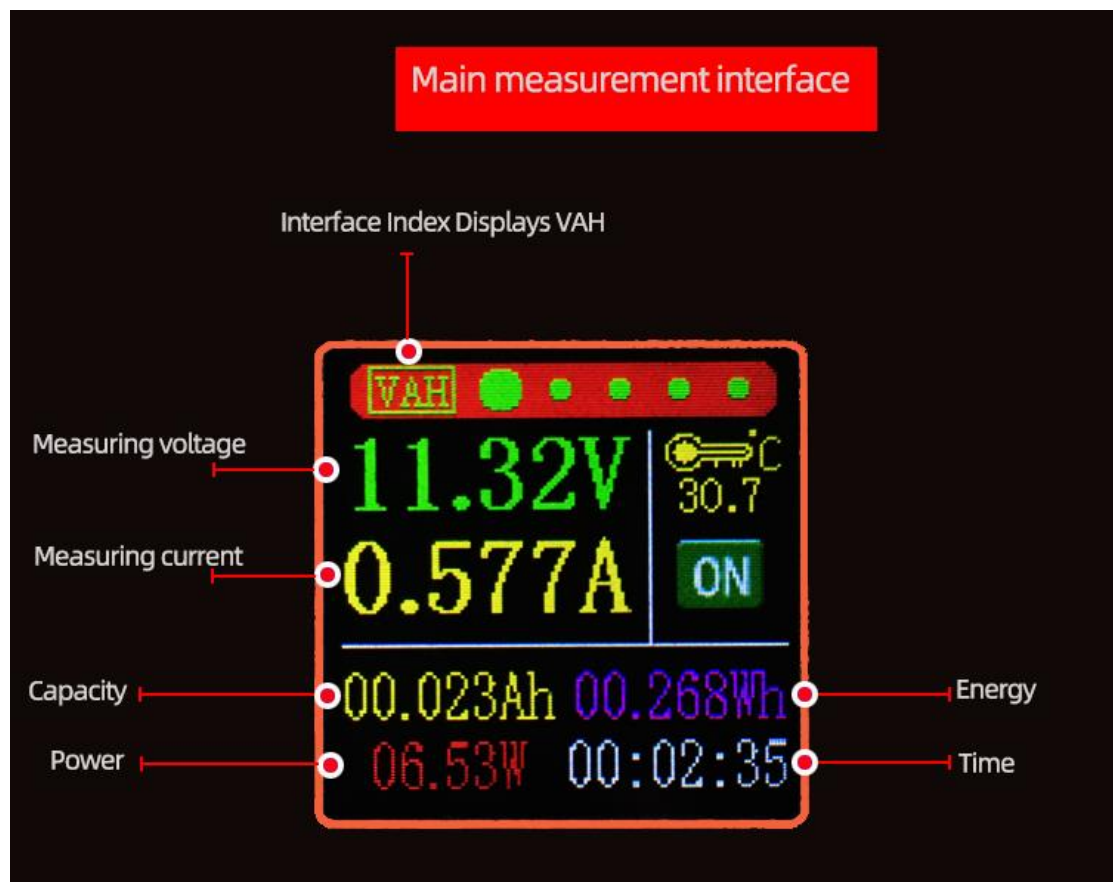 Main measurement interface
Interface Index Displays VAH
VAH
Measuring voltage
11.32V
°C
30.7
Measuring current
0.577A
ON
Capacity
00.023Ah
00.268Wh
Energy
Power
06.53W
00:02:35
Time